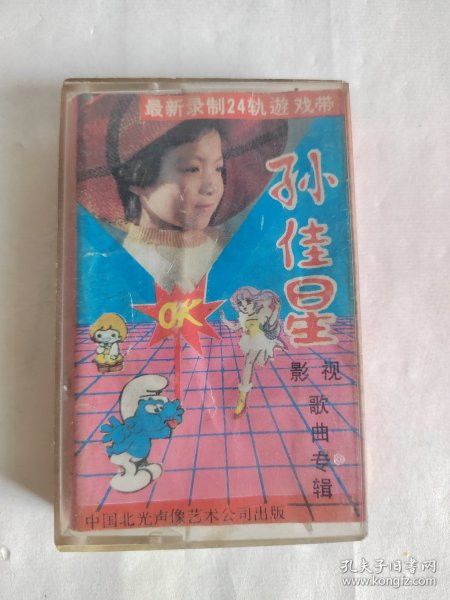 最新录制24轨遊戏带
孙佳星
OK
影视
歌曲专辑
中国北光声像艺术公司出版
孔夫子旧书网
www.kongfz.com